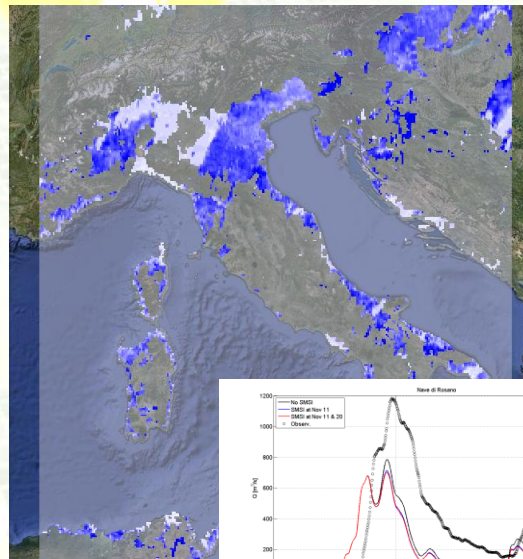 Nave di Rosano
1200
No SMSI
SMSI at Nov 11
SMSI at Nov 11 & 20
Observ.
1000
800
Q [m³/s]
600
400
200